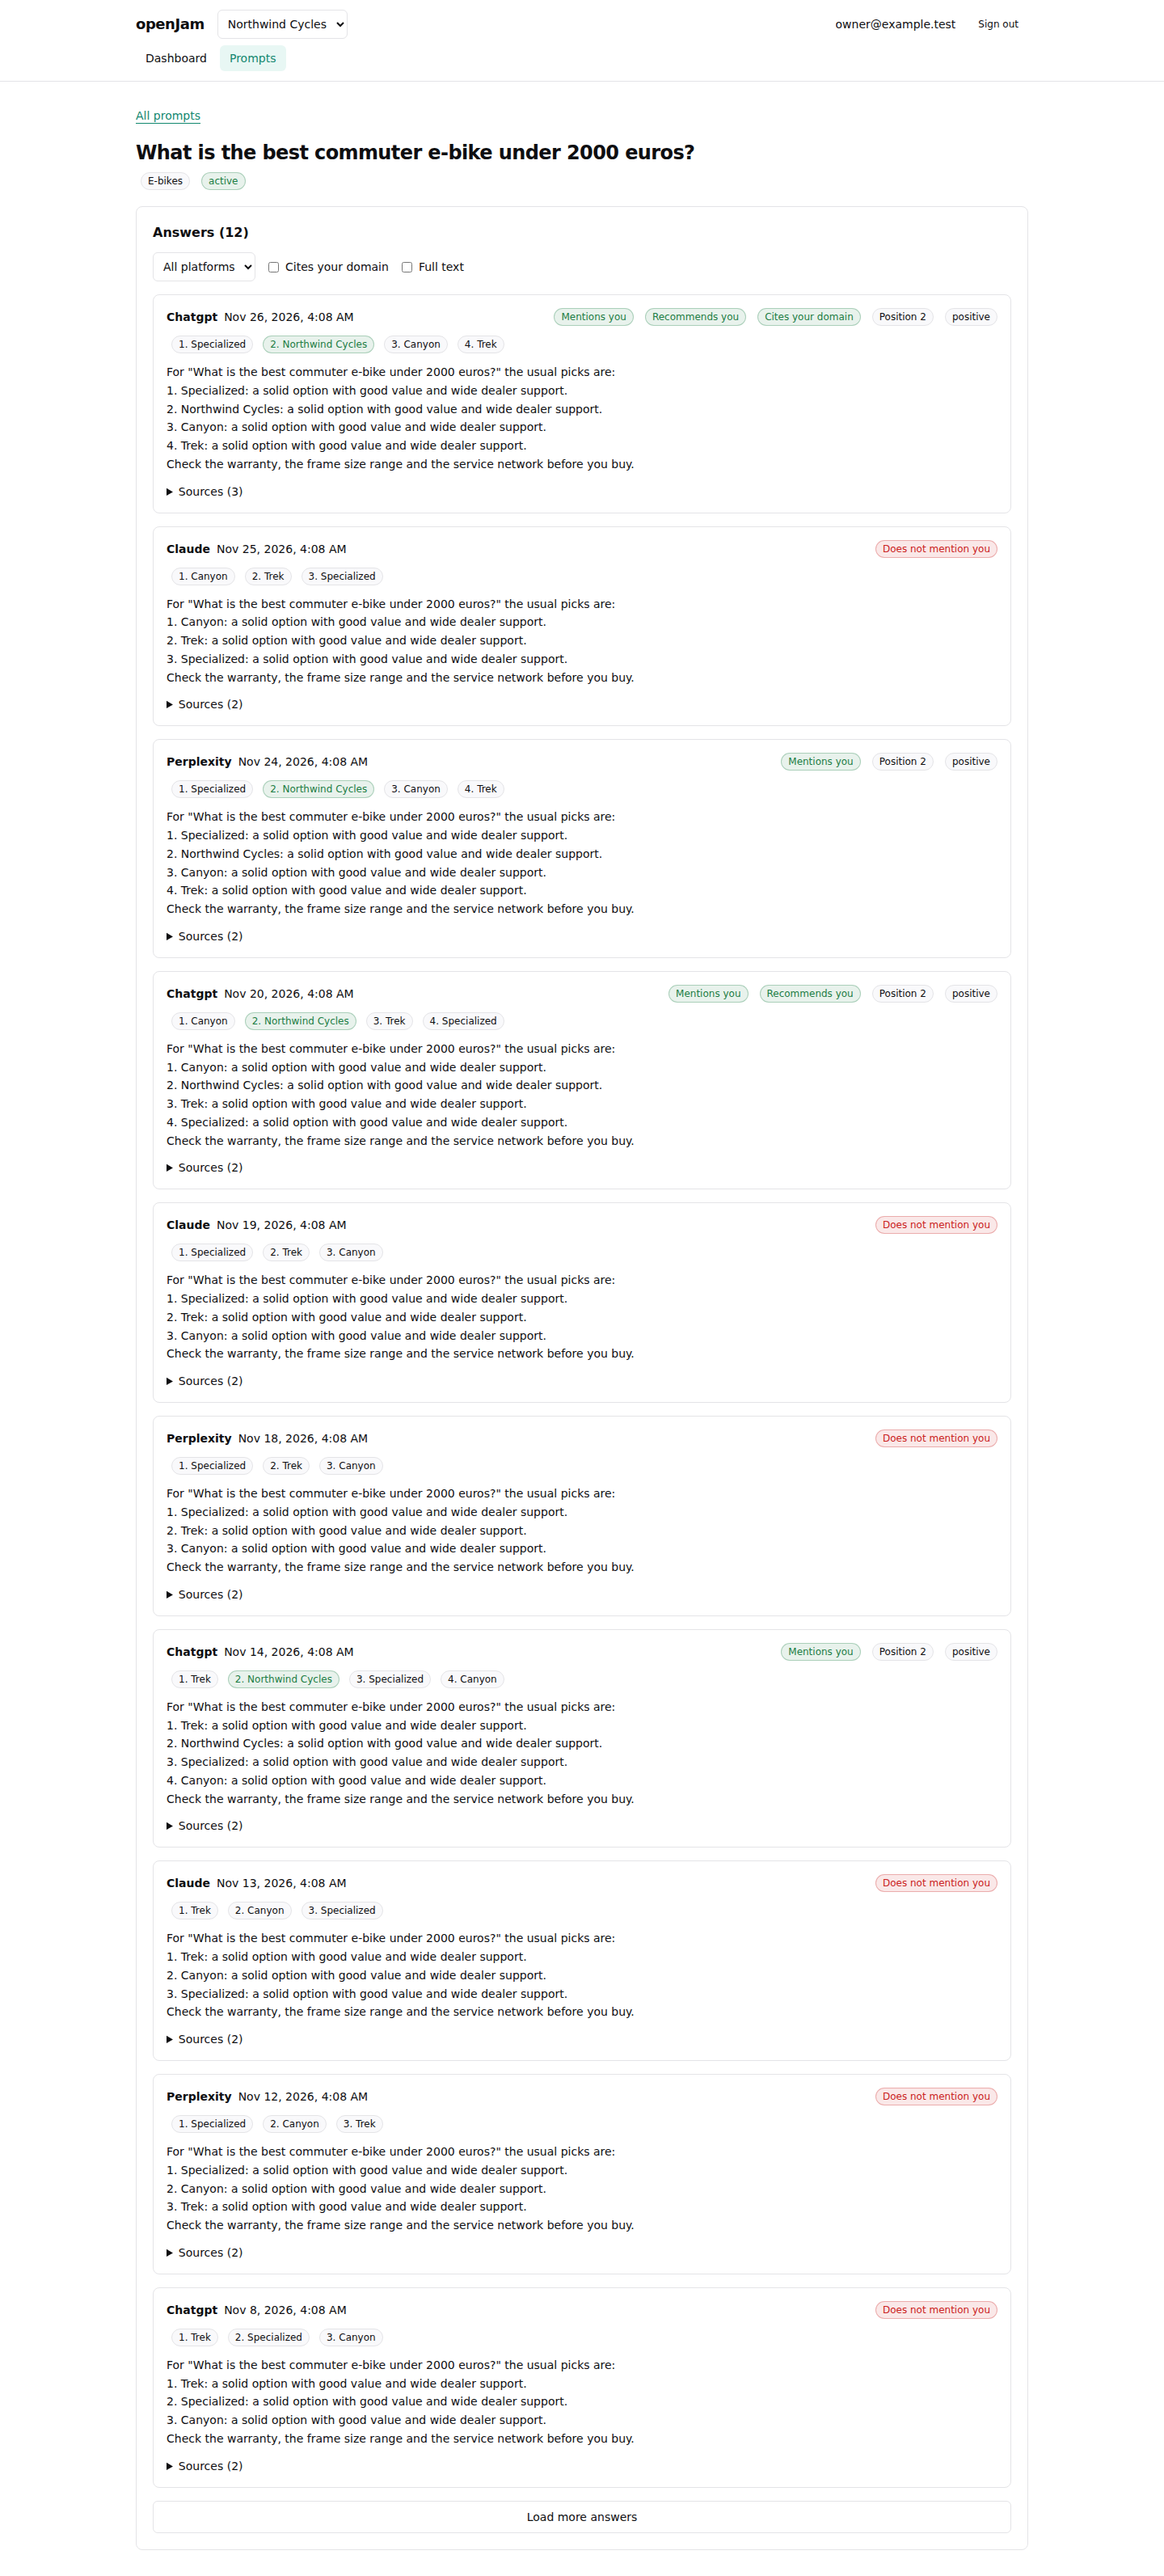 openJam
Northwind Cycles
owner@example.test
Sign out
Dashboard
Prompts
All prompts
What is the best commuter e-bike under 2000 euros?
E-bikes
active
Answers (12)
All platforms
Cites your domain
Full text
Chatgpt Nov 26, 2026, 4:08 AM
Mentions you
Recommends you
Cites your domain
Position 2
positive
1. Specialized
2. Northwind Cycles
3. Canyon
4. Trek
For "What is the best commuter e-bike under 2000 euros?" the usual picks are:
1. Specialized: a solid option with good value and wide dealer support.
2. Northwind Cycles: a solid option with good value and wide dealer support.
3. Canyon: a solid option with good value and wide dealer support.
4. Trek: a solid option with good value and wide dealer support.
Check the warranty, the frame size range and the service network before you buy.
Sources (3)
Claude Nov 25, 2026, 4:08 AM
Does not mention you
1. Canyon
2. Trek
3. Specialized
For "What is the best commuter e-bike under 2000 euros?" the usual picks are:
1. Canyon: a solid option with good value and wide dealer support.
2. Trek: a solid option with good value and wide dealer support.
3. Specialized: a solid option with good value and wide dealer support.
Check the warranty, the frame size range and the service network before you buy.
Sources (2)
Perplexity Nov 24, 2026, 4:08 AM
Mentions you
Position 2
positive
1. Specialized
2. Northwind Cycles
3. Canyon
4. Trek
For "What is the best commuter e-bike under 2000 euros?" the usual picks are:
1. Specialized: a solid option with good value and wide dealer support.
2. Northwind Cycles: a solid option with good value and wide dealer support.
3. Canyon: a solid option with good value and wide dealer support.
4. Trek: a solid option with good value and wide dealer support.
Check the warranty, the frame size range and the service network before you buy.
Sources (2)
Chatgpt Nov 20, 2026, 4:08 AM
Mentions you
Recommends you
Position 2
positive
1. Canyon
2. Northwind Cycles
3. Trek
4. Specialized
For "What is the best commuter e-bike under 2000 euros?" the usual picks are:
1. Canyon: a solid option with good value and wide dealer support.
2. Northwind Cycles: a solid option with good value and wide dealer support.
3. Trek: a solid option with good value and wide dealer support.
4. Specialized: a solid option with good value and wide dealer support.
Check the warranty, the frame size range and the service network before you buy.
Sources (2)
Claude Nov 19, 2026, 4:08 AM
Does not mention you
1. Specialized
2. Trek
3. Canyon
For "What is the best commuter e-bike under 2000 euros?" the usual picks are:
1. Specialized: a solid option with good value and wide dealer support.
2. Trek: a solid option with good value and wide dealer support.
3. Canyon: a solid option with good value and wide dealer support.
Check the warranty, the frame size range and the service network before you buy.
Sources (2)
Perplexity Nov 18, 2026, 4:08 AM
Does not mention you
1. Specialized
2. Trek
3. Canyon
For "What is the best commuter e-bike under 2000 euros?" the usual picks are:
1. Specialized: a solid option with good value and wide dealer support.
2. Trek: a solid option with good value and wide dealer support.
3. Canyon: a solid option with good value and wide dealer support.
Check the warranty, the frame size range and the service network before you buy.
Sources (2)
Chatgpt Nov 14, 2026, 4:08 AM
Mentions you
Position 2
positive
1. Trek
2. Northwind Cycles
3. Specialized
4. Canyon
For "What is the best commuter e-bike under 2000 euros?" the usual picks are:
1. Trek: a solid option with good value and wide dealer support.
2. Northwind Cycles: a solid option with good value and wide dealer support.
3. Specialized: a solid option with good value and wide dealer support.
4. Canyon: a solid option with good value and wide dealer support.
Check the warranty, the frame size range and the service network before you buy.
Sources (2)
Claude Nov 13, 2026, 4:08 AM
Does not mention you
1. Trek
2. Canyon
3. Specialized
For "What is the best commuter e-bike under 2000 euros?" the usual picks are:
1. Trek: a solid option with good value and wide dealer support.
2. Canyon: a solid option with good value and wide dealer support.
3. Specialized: a solid option with good value and wide dealer support.
Check the warranty, the frame size range and the service network before you buy.
Sources (2)
Perplexity Nov 12, 2026, 4:08 AM
Does not mention you
1. Specialized
2. Canyon
3. Trek
For "What is the best commuter e-bike under 2000 euros?" the usual picks are:
1. Specialized: a solid option with good value and wide dealer support.
2. Canyon: a solid option with good value and wide dealer support.
3. Trek: a solid option with good value and wide dealer support.
Check the warranty, the frame size range and the service network before you buy.
Sources (2)
Chatgpt Nov 8, 2026, 4:08 AM
Does not mention you
1. Trek
2. Specialized
3. Canyon
For "What is the best commuter e-bike under 2000 euros?" the usual picks are:
1. Trek: a solid option with good value and wide dealer support.
2. Specialized: a solid option with good value and wide dealer support.
3. Canyon: a solid option with good value and wide dealer support.
Check the warranty, the frame size range and the service network before you buy.
Sources (2)
Load more answers